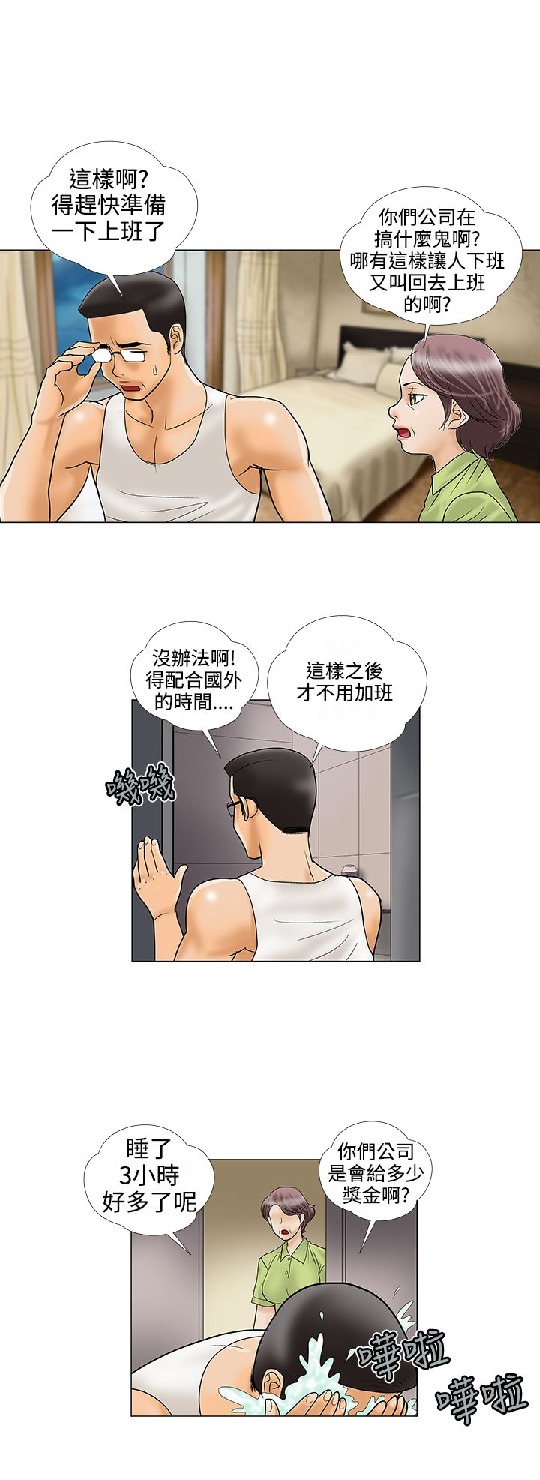 這樣啊?
得趕快準備
一下上班了
你們公司在
搞什麼鬼啊?
哪有這樣讓人下班
又叫回去上班
的啊?
沒辦法啊!
得配合國外
的時間....
這樣之後
才不用加班
嘰嘰
睡了
3小時
好多了呢
你們公司
是會給多少
獎金啊?
嘩啦
嘩啦